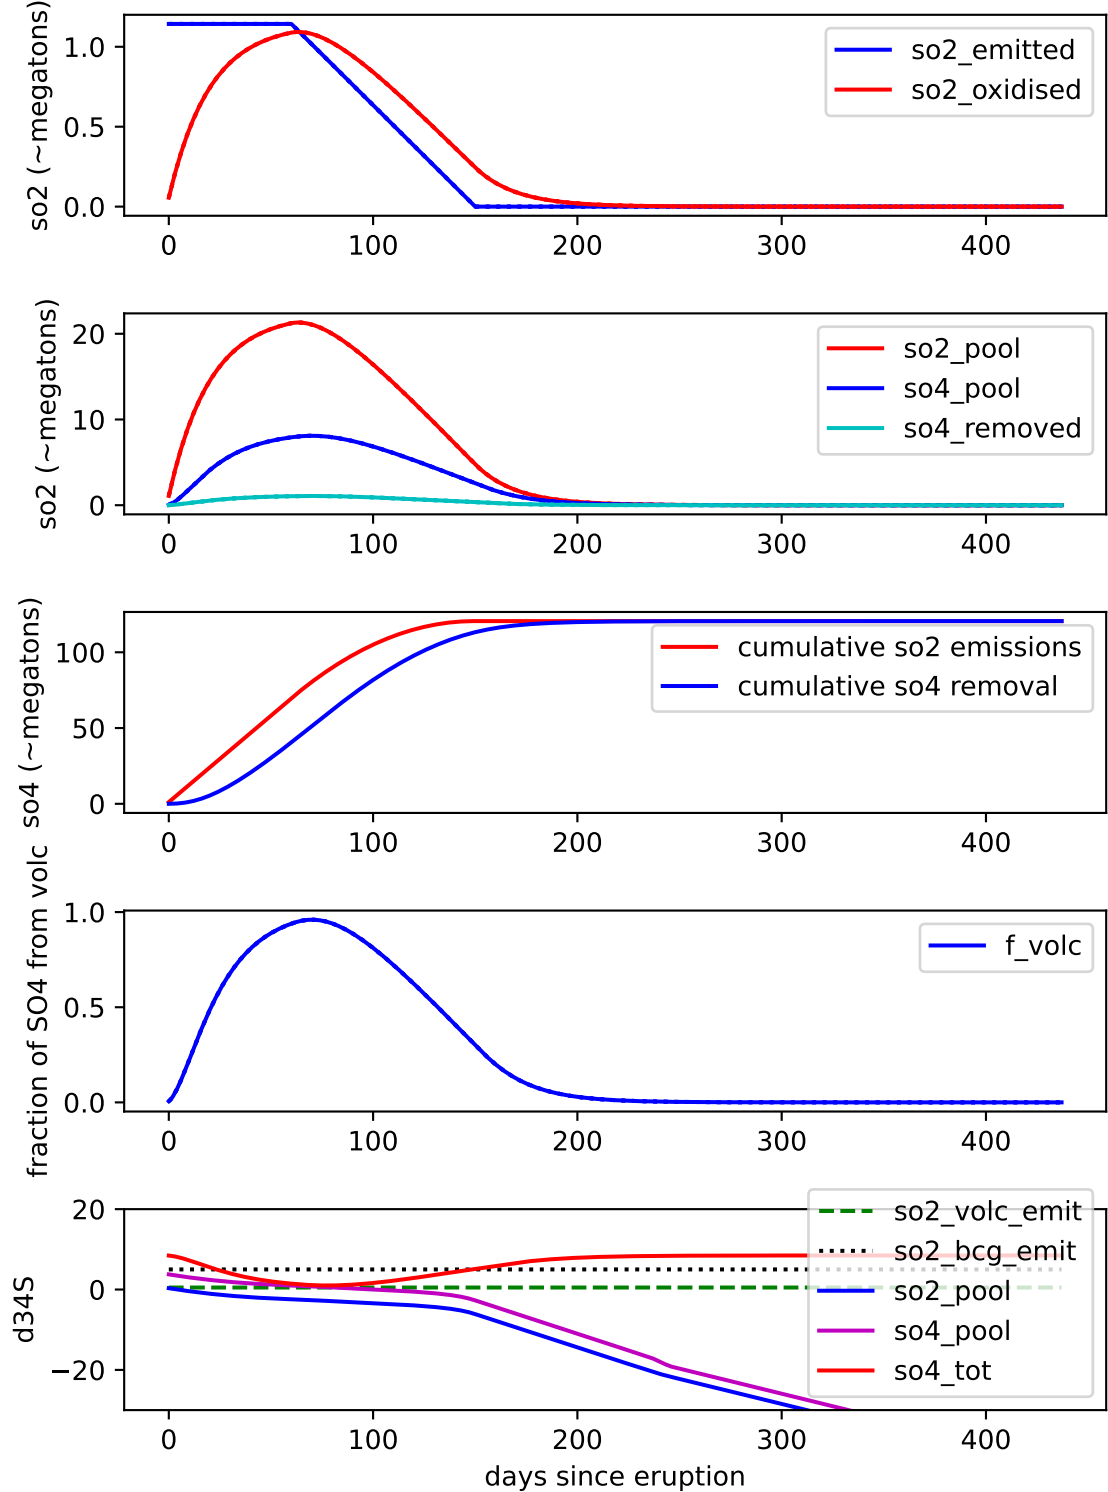 so2 (~megatons)
1.0
0.5
0.0
so2_emitted
so2_oxidised
0 100 200 300 400
so2 (~megatons)
20
10
0
so2_pool
so4_pool
so4_removed
0 100 200 300 400
so4 (~megatons)
100
50
0
cumulative so2 emissions
cumulative so4 removal
0 100 200 300 400
fraction of SO4 from volc
1.0
0.5
0.0
f_volc
0 100 200 300 400
d34S
20
0
−20
so2_volc_emit
so2_bcg_emit
so2_pool
so4_pool
so4_tot
0 100 200 300 400
days since eruption